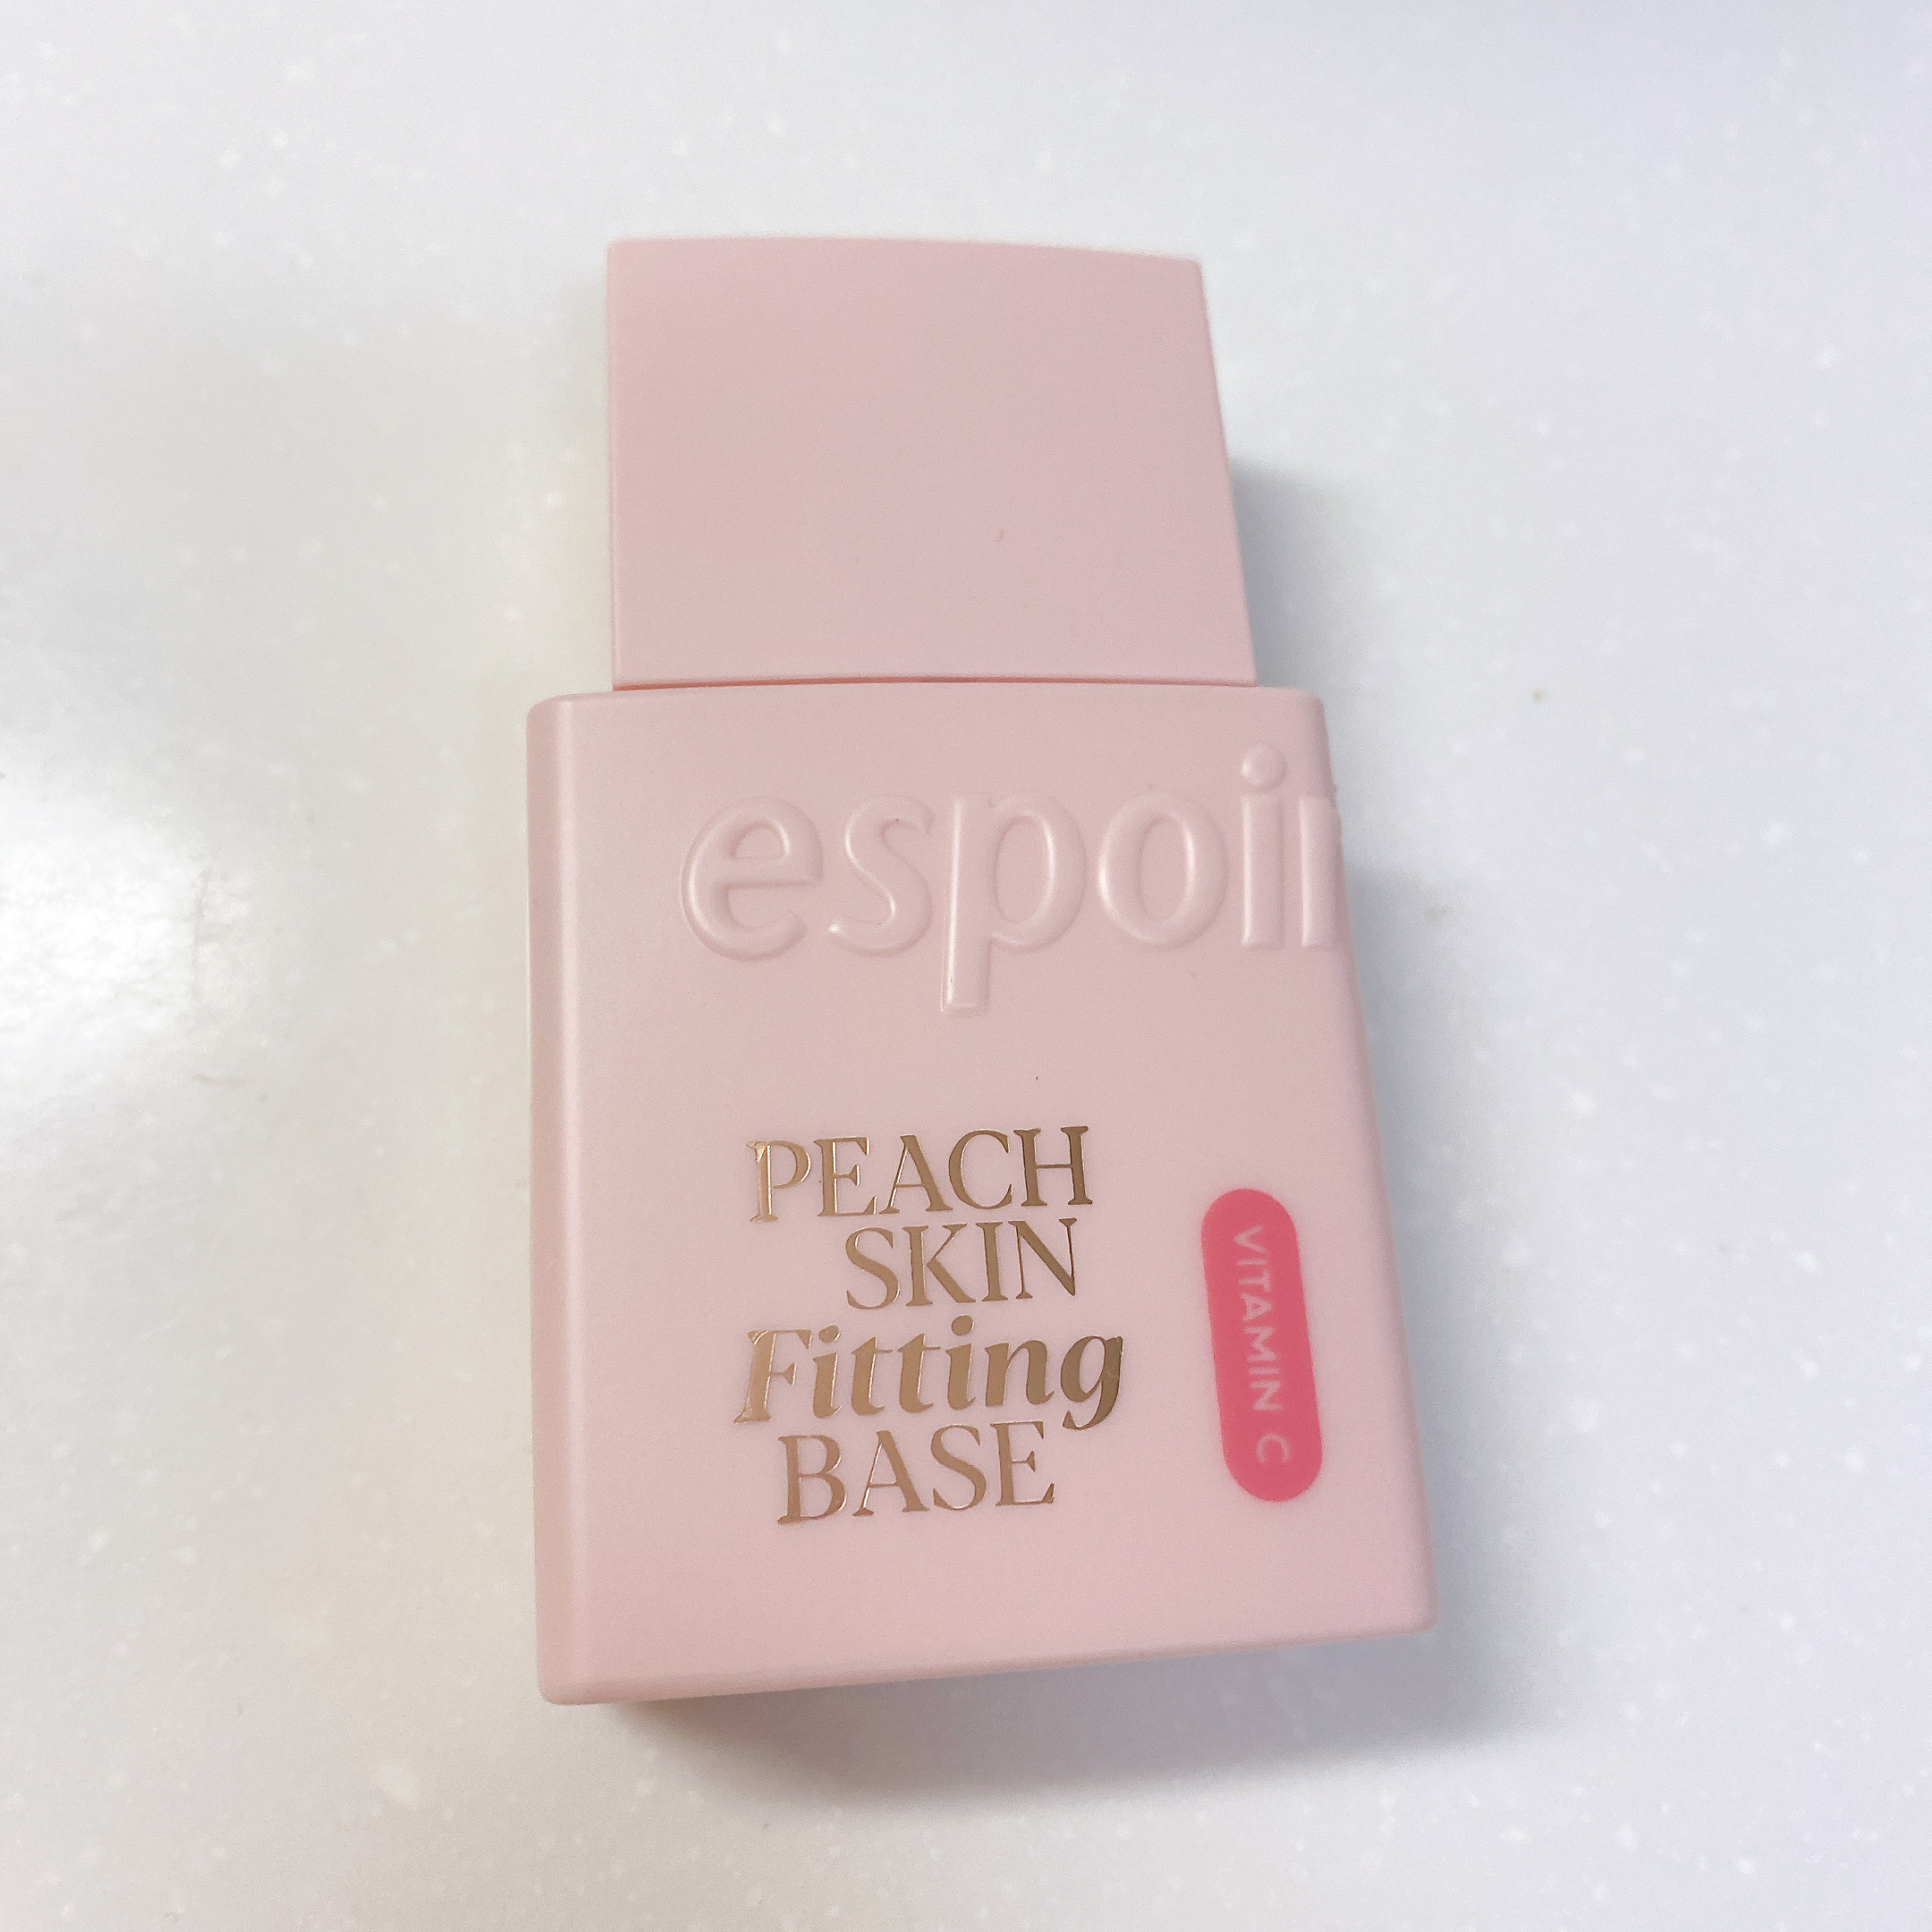 espoir
PEACH
SKIN
Fitting
BASE
VITAMIN C